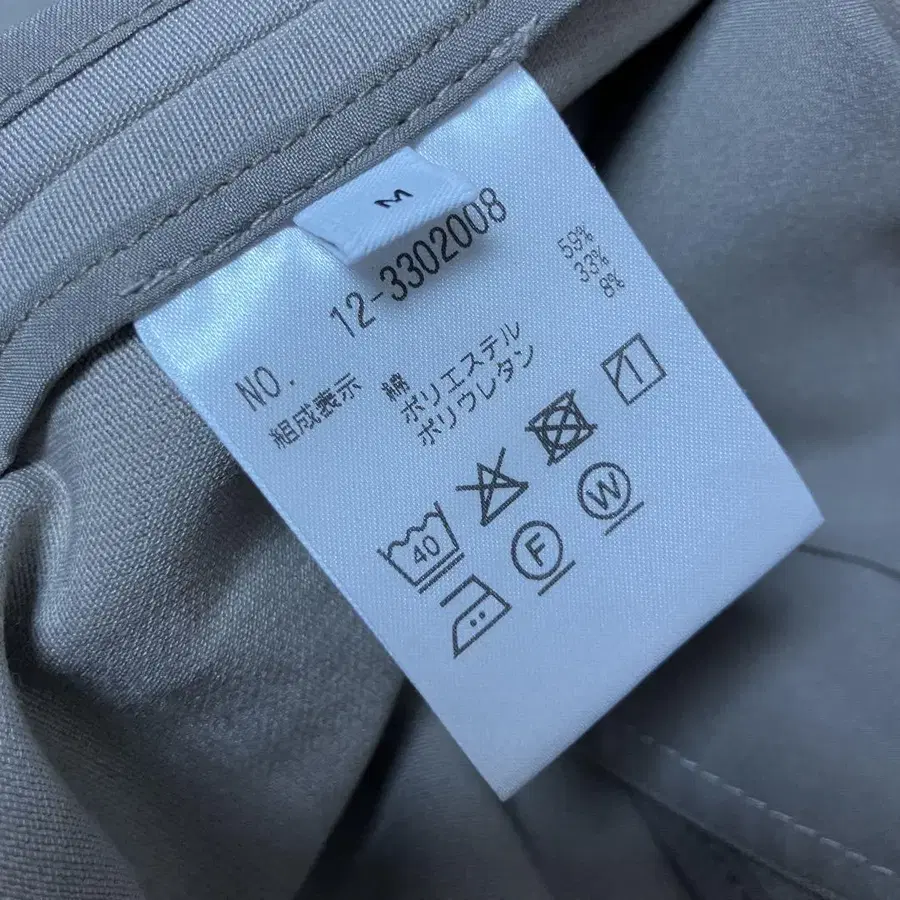 M
NO. 12-3302008
組成表示 綿 59%
ポリエステル 33%
ポリウレタン 8%
40
F W